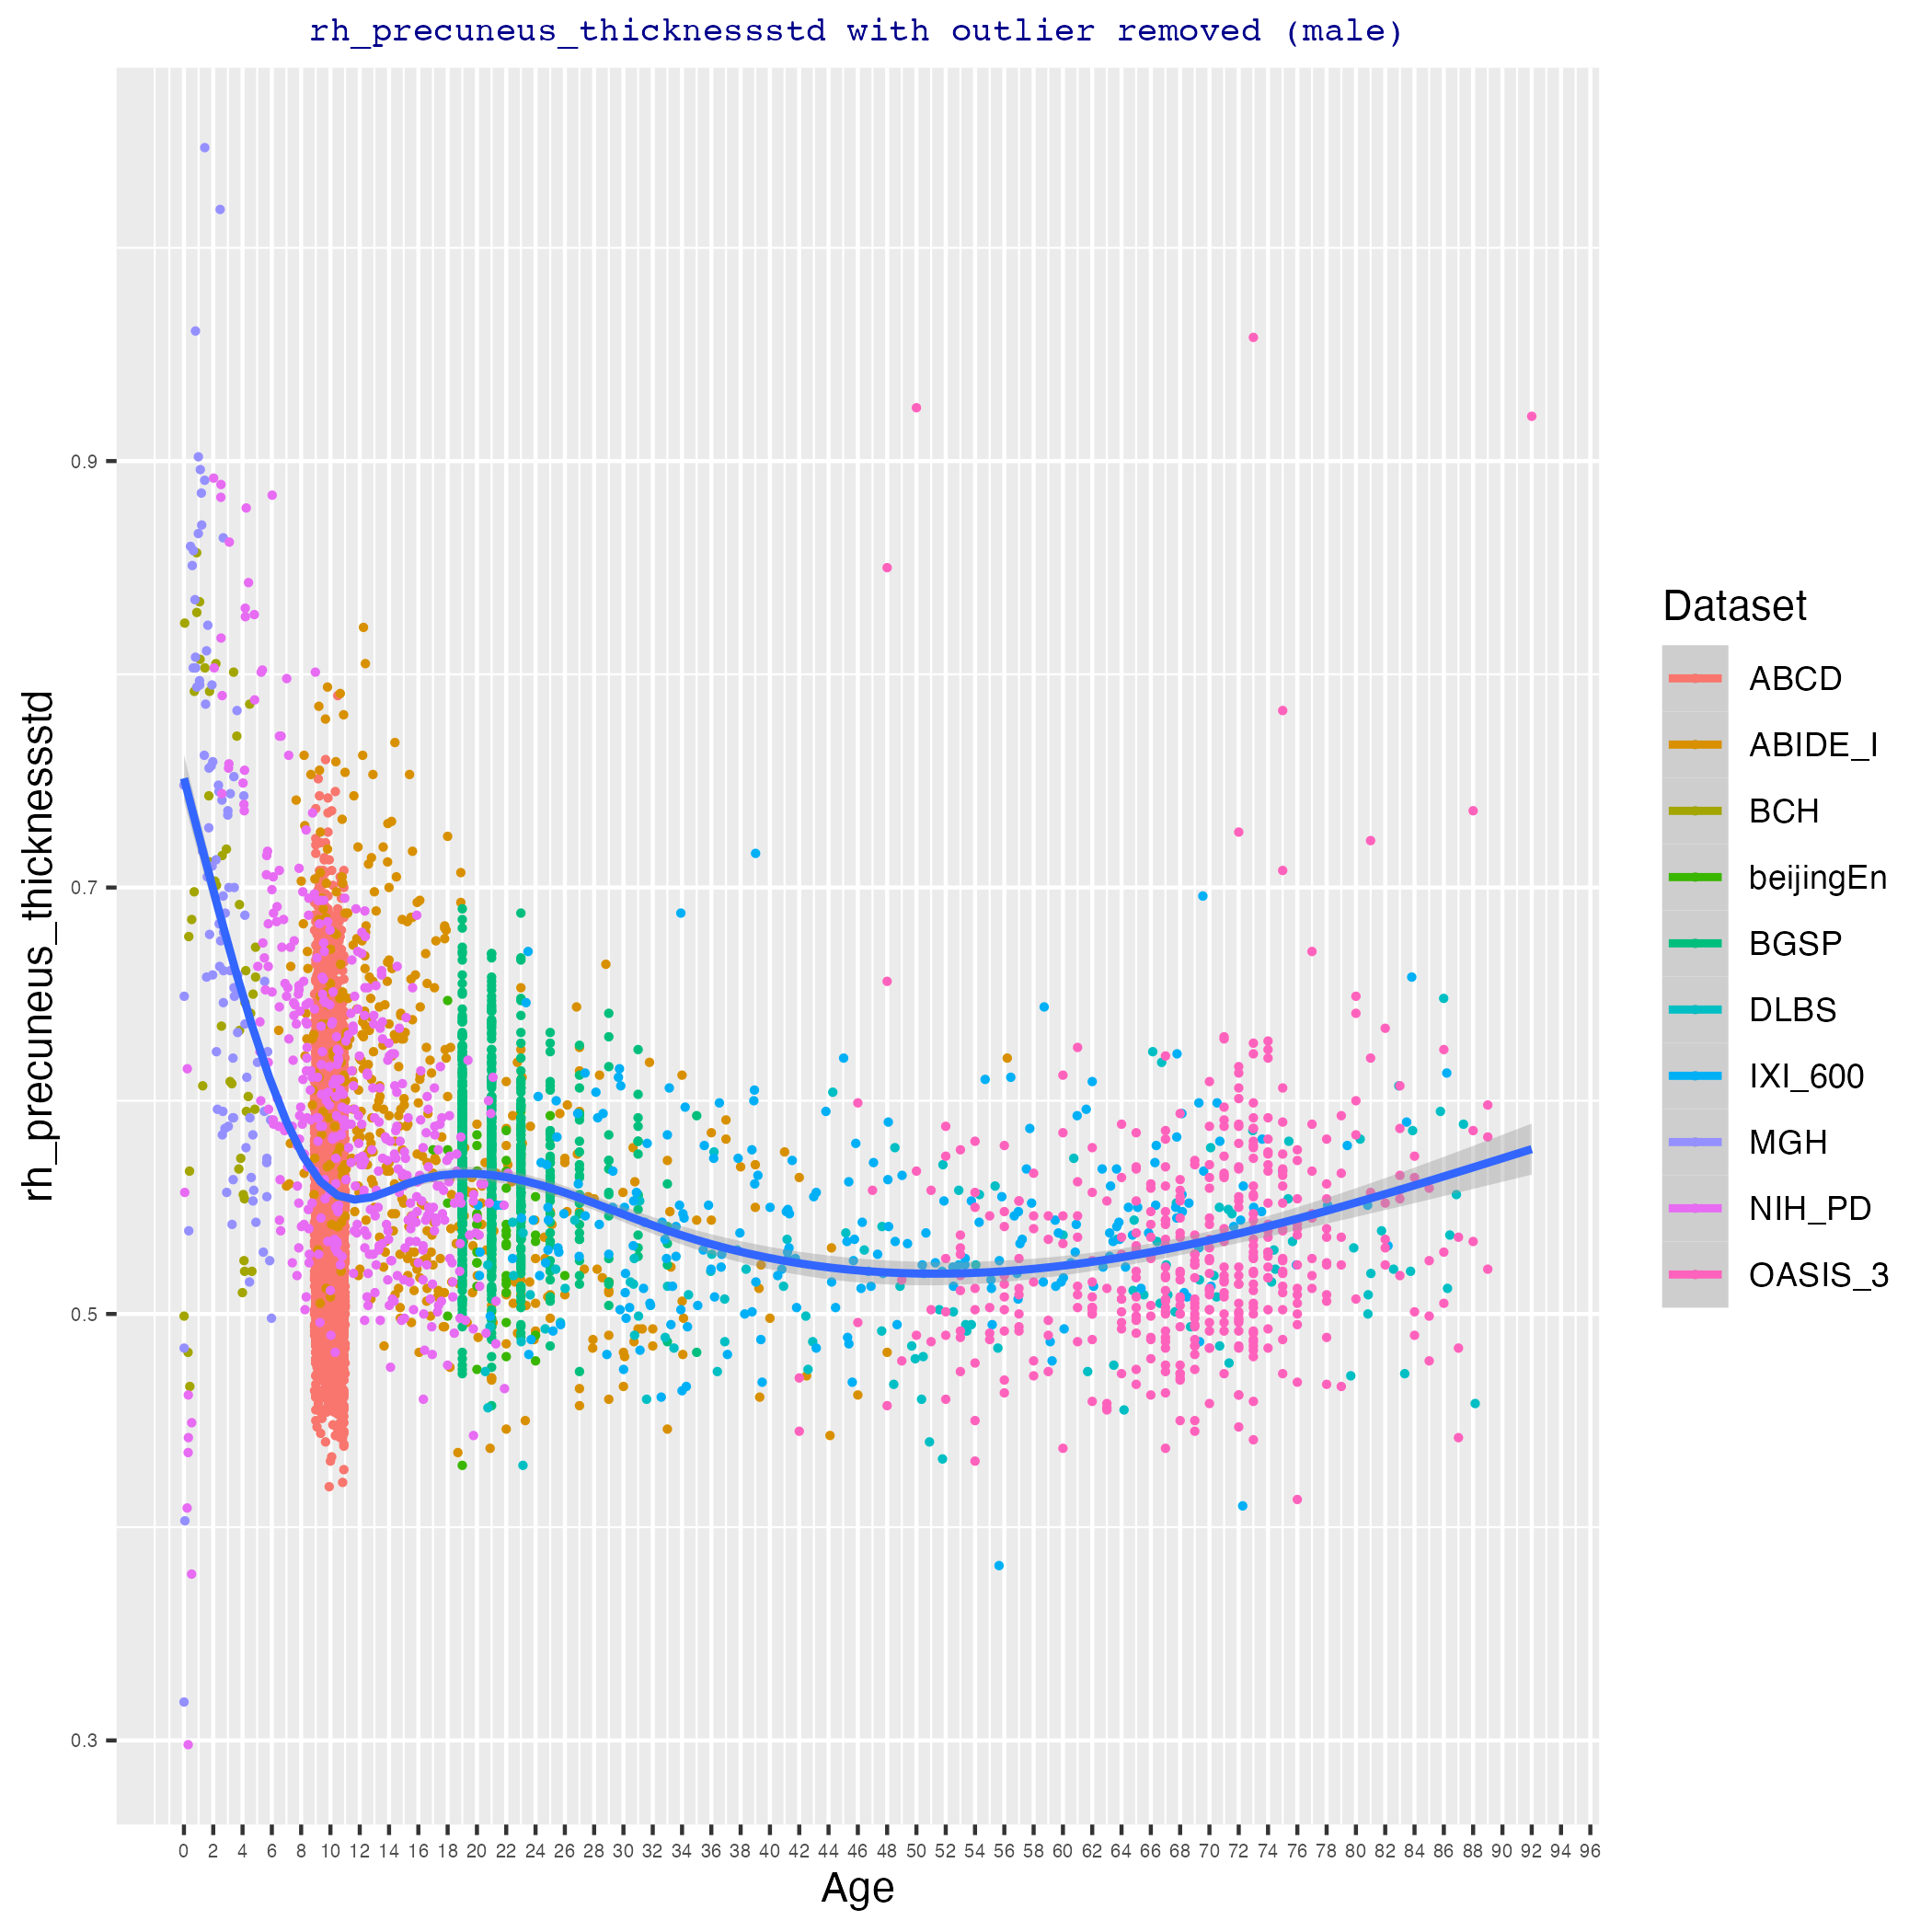 rh_precuneus_thicknessstd with outlier removed (male)
rh_precuneus_thicknessstd
0.9
0.7
0.5
0.3
0 2 4 6 8 10 12 14 16 18 20 22 24 26 28 30 32 34 36 38 40 42 44 46 48 50 52 54 56 58 60 62 64 66 68 70 72 74 76 78 80 82 84 86 88 90 92 94 96
Age
Dataset
ABCD
ABIDE_I
BCH
beijingEn
BGSP
DLBS
IXI_600
MGH
NIH_PD
OASIS_3